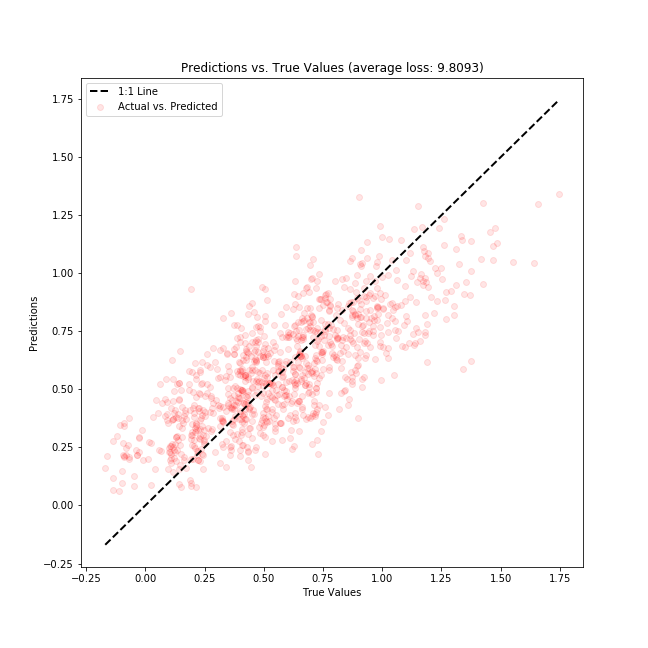 Predictions vs. True Values (average loss: 9.8093)
1:1 Line
Actual vs. Predicted
1.75
1.50
1.25
1.00
0.75
0.50
0.25
0.00
−0.25
Predictions
−0.25 0.00 0.25 0.50 0.75 1.00 1.25 1.50 1.75
True Values